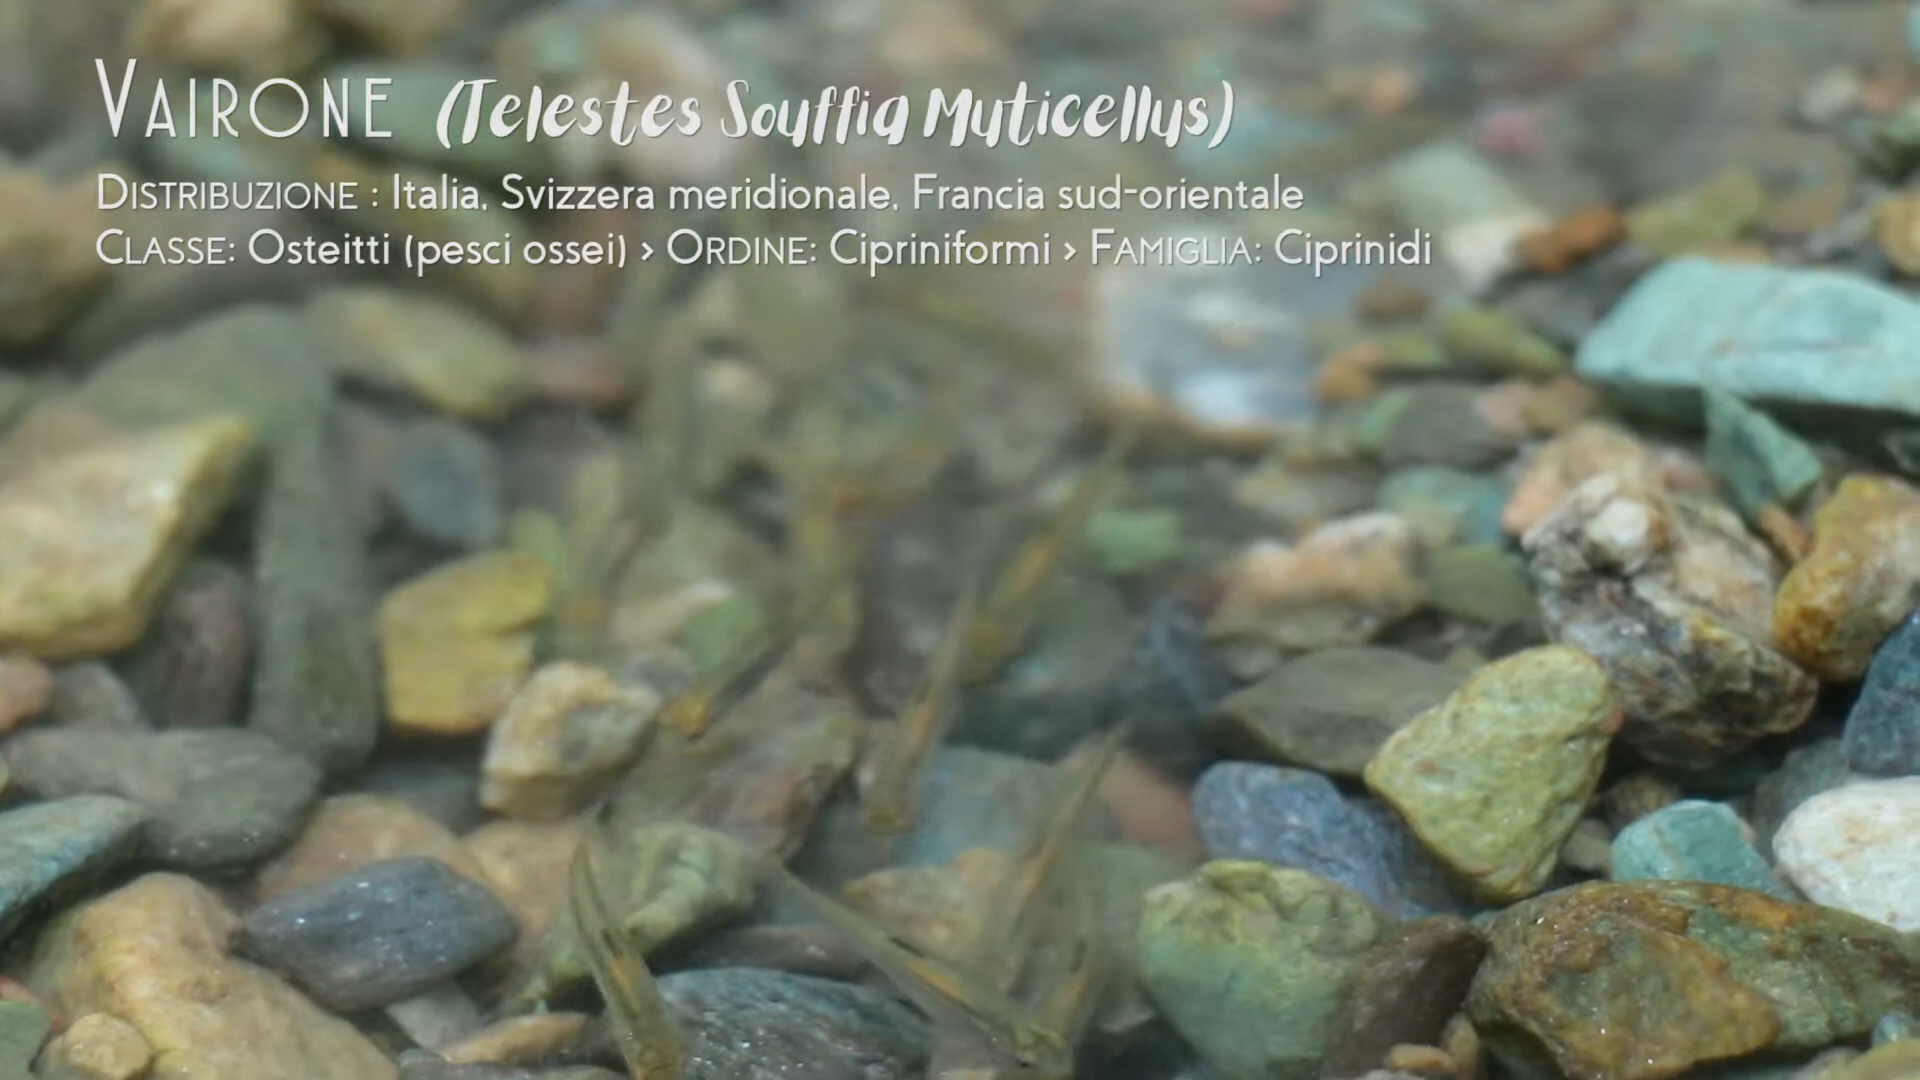 Vairone (Telestes Souffia Muticellus)
Distribuzione : Italia, Svizzera meridionale, Francia sud-orientale
Classe: Osteitti (pesci ossei) > Ordine: Cipriniformi > Famiglia: Ciprinidi